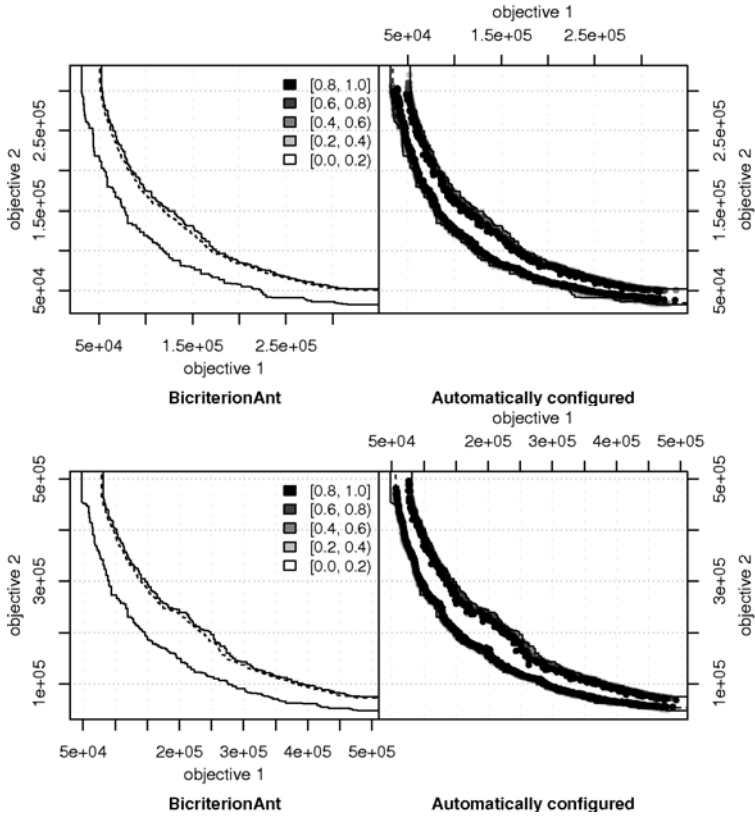 objective 1
5e+04 1.5e+05 2.5e+05
[0.8, 1.0]
[0.6, 0.8)
[0.4, 0.6)
[0.2, 0.4)
[0.0, 0.2)
objective 2
5e+04 1.5e+05 2.5e+05
5e+04 1.5e+05 2.5e+05
objective 2
5e+04 1.5e+05 2.5e+05
objective 1
BicriterionAnt Automatically configured
objective 1
5e+04 2e+05 3e+05 4e+05 5e+05
[0.8, 1.0]
[0.6, 0.8)
[0.4, 0.6)
[0.2, 0.4)
[0.0, 0.2)
objective 2
1e+05 3e+05 5e+05
1e+05 3e+05 5e+05
objective 2
5e+04 2e+05 3e+05 4e+05 5e+05
objective 1
BicriterionAnt Automatically configured